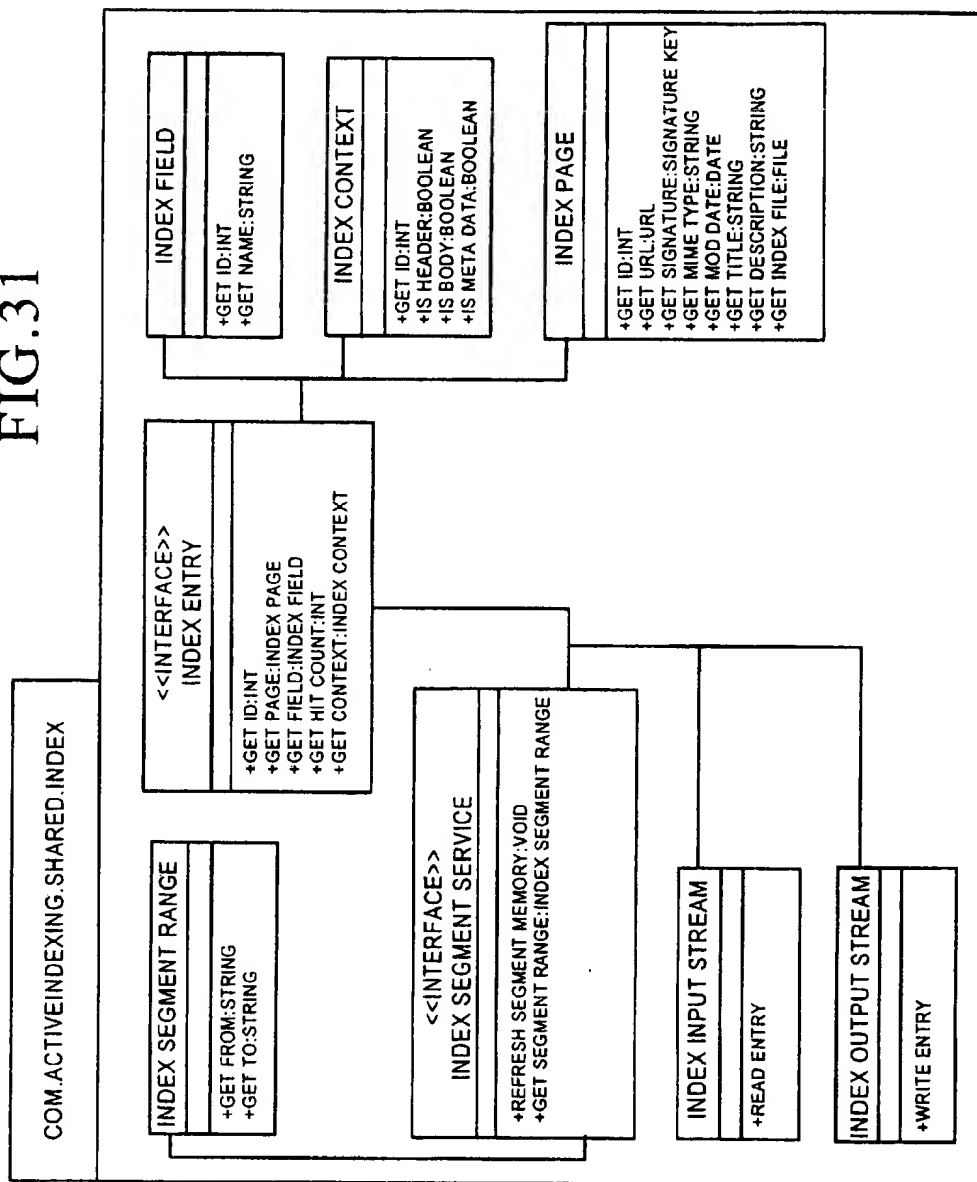 FIG.31
COM.ACTIVEINDEXING.SHARED.INDEX
INDEX SEGMENT RANGE
+GET FROM:STRING
+GET TO:STRING
<<INTERFACE>>
INDEX ENTRY
+GET ID:INT
+GET PAGE:INDEX PAGE
+GET FIELD:INDEX FIELD
+GET HIT COUNT:INT
+GET CONTEXT:INDEX CONTEXT
INDEX FIELD
+GET ID:INT
+GET NAME:STRING
INDEX CONTEXT
+GET ID:INT
+IS HEADER:BOOLEAN
+IS BODY:BOOLEAN
+IS META DATA:BOOLEAN
<<INTERFACE>>
INDEX SEGMENT SERVICE
+REFRESH SEGMENT MEMORY:VOID
+GET SEGMENT RANGE:INDEX SEGMENT RANGE
INDEX PAGE
+GET ID:INT
+GET URL:URL
+GET SIGNATURE:SIGNATURE KEY
+GET MIME TYPE:STRING
+GET MOD DATE:DATE
+GET TITLE:STRING
+GET DESCRIPTION:STRING
+GET INDEX FILE:FILE
INDEX INPUT STREAM
+READ ENTRY
INDEX OUTPUT STREAM
+WRITE ENTRY